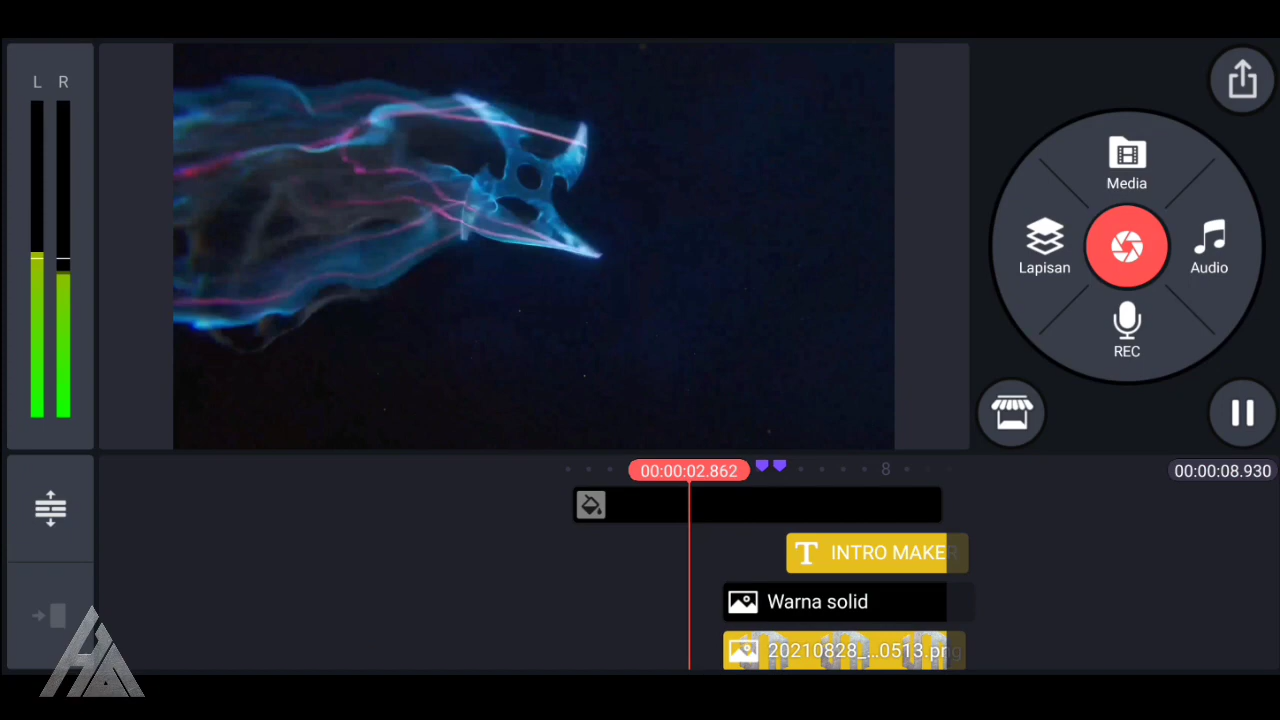 L R
Media
Lapisan
Audio
REC
00:00:02.862
8
00:00:08.930
INTRO MAKER
Warna solid
20210828_...0513.png